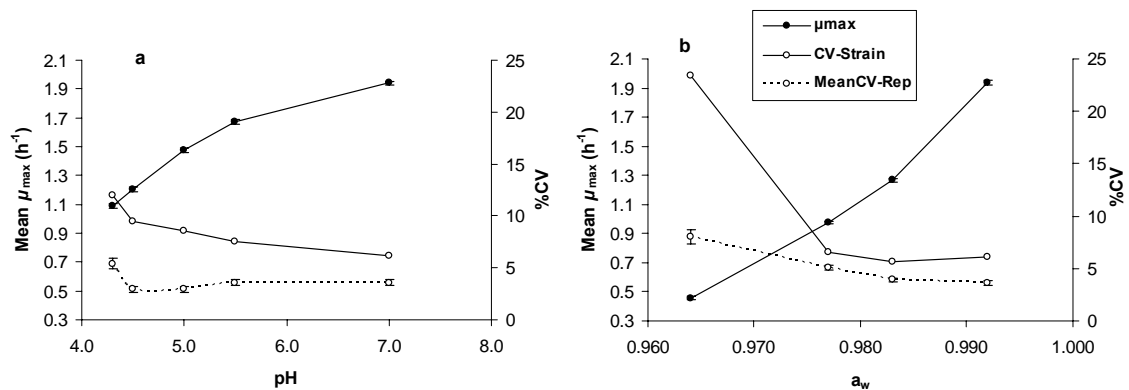 a
Mean µmax (h-1)
2.1
1.9
1.7
1.5
1.3
1.1
0.9
0.7
0.5
0.3
25
20
15
10
5
0
%CV
4.0 5.0 6.0 7.0 8.0
pH
µmax
CV-Strain
MeanCV-Rep
b
Mean µmax (h-1)
2.1
1.9
1.7
1.5
1.3
1.1
0.9
0.7
0.5
0.3
25
20
15
10
5
0
%CV
0.960 0.970 0.980 0.990 1.000
aw